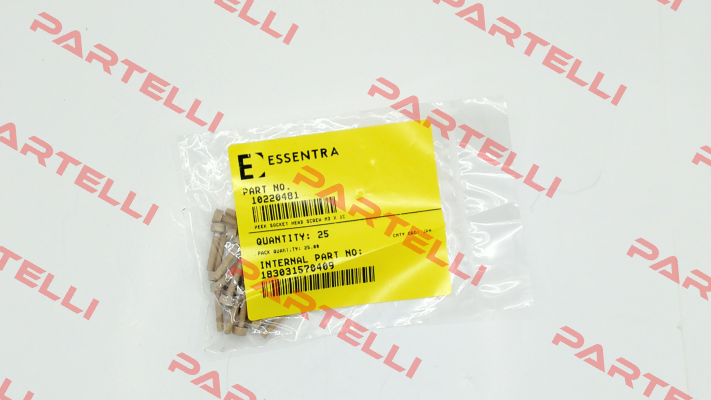 ESSENTRA
PART NO.
10220481
PEEK SOCKET HEAD SCREW M3 X
QUANTITY: 25
PACK QUANTITY: 25.00
INTERNAL PART NO:
183031570409
PARTELLI
PARTELLI
PARTELLI
PARTELLI
PARTELLI
PARTELLI
PARTELLI
PARTELLI
PARTELLI
PARTELLI